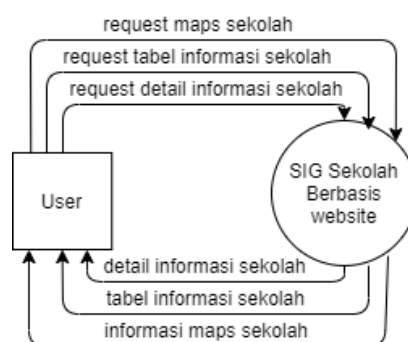 request maps sekolah
request tabel informasi sekolah
request detail informasi sekolah
User
SIG Sekolah
Berbasis
website
detail informasi sekolah
tabel informasi sekolah
informasi maps sekolah